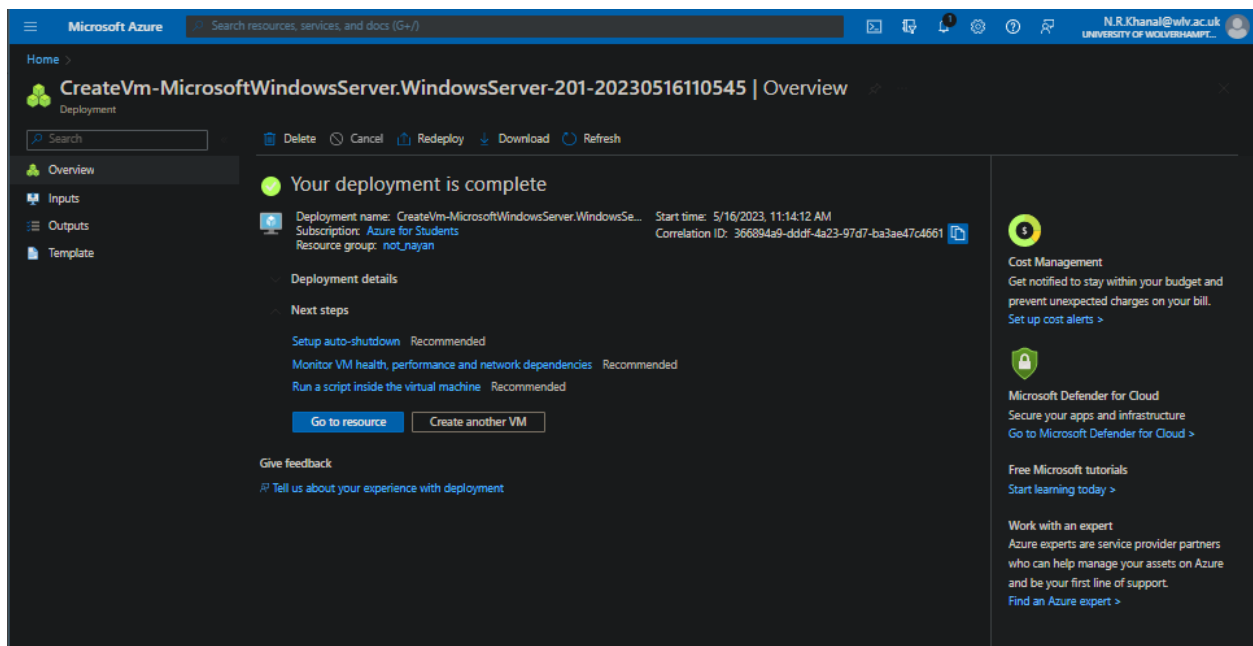 Microsoft Azure
Search resources, services, and docs (G+/)
1
N.R.Khanal@wlv.ac.uk
UNIVERSITY OF WOLVERHAMPT...
Home >
CreateVm-MicrosoftWindowsServer.WindowsServer-201-20230516110545 | Overview
Deployment
Search
Delete Cancel Redeploy Download Refresh
Overview
Inputs
Outputs
Template
Your deployment is complete
Deployment name: CreateVm-MicrosoftWindowsServer.WindowsSe...
Subscription: Azure for Students
Resource group: not_nayan
Start time: 5/16/2023, 11:14:12 AM
Correlation ID: 366894a9-dddf-4a23-97d7-ba3ae47c4661
Deployment details
Next steps
Setup auto-shutdown Recommended
Monitor VM health, performance and network dependencies Recommended
Run a script inside the virtual machine Recommended
Go to resource
Create another VM
Give feedback
Tell us about your experience with deployment
$
Cost Management
Get notified to stay within your budget and
prevent unexpected charges on your bill.
Set up cost alerts >
Microsoft Defender for Cloud
Secure your apps and infrastructure
Go to Microsoft Defender for Cloud >
Free Microsoft tutorials
Start learning today >
Work with an expert
Azure experts are service provider partners
who can help manage your assets on Azure
and be your first line of support.
Find an Azure expert >